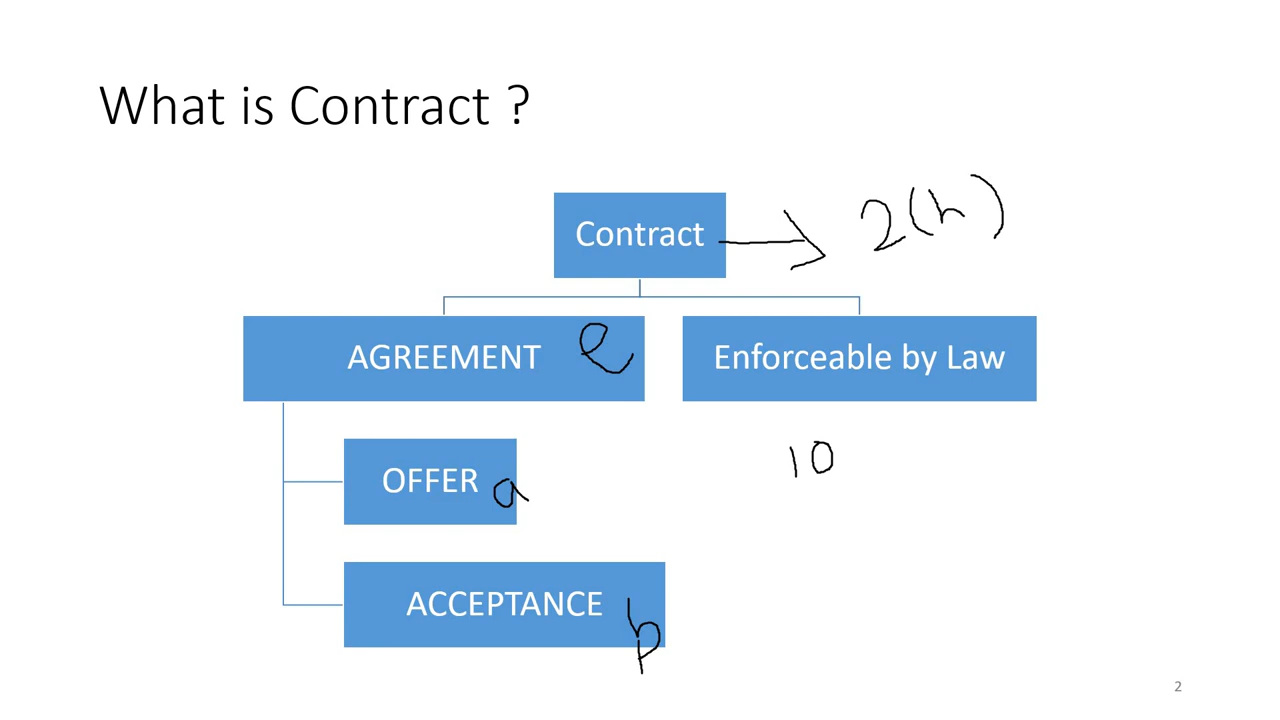 What is Contract ?
Contract → 2(h)
AGREEMENT e
Enforceable by Law
10
OFFER a
ACCEPTANCE b
2